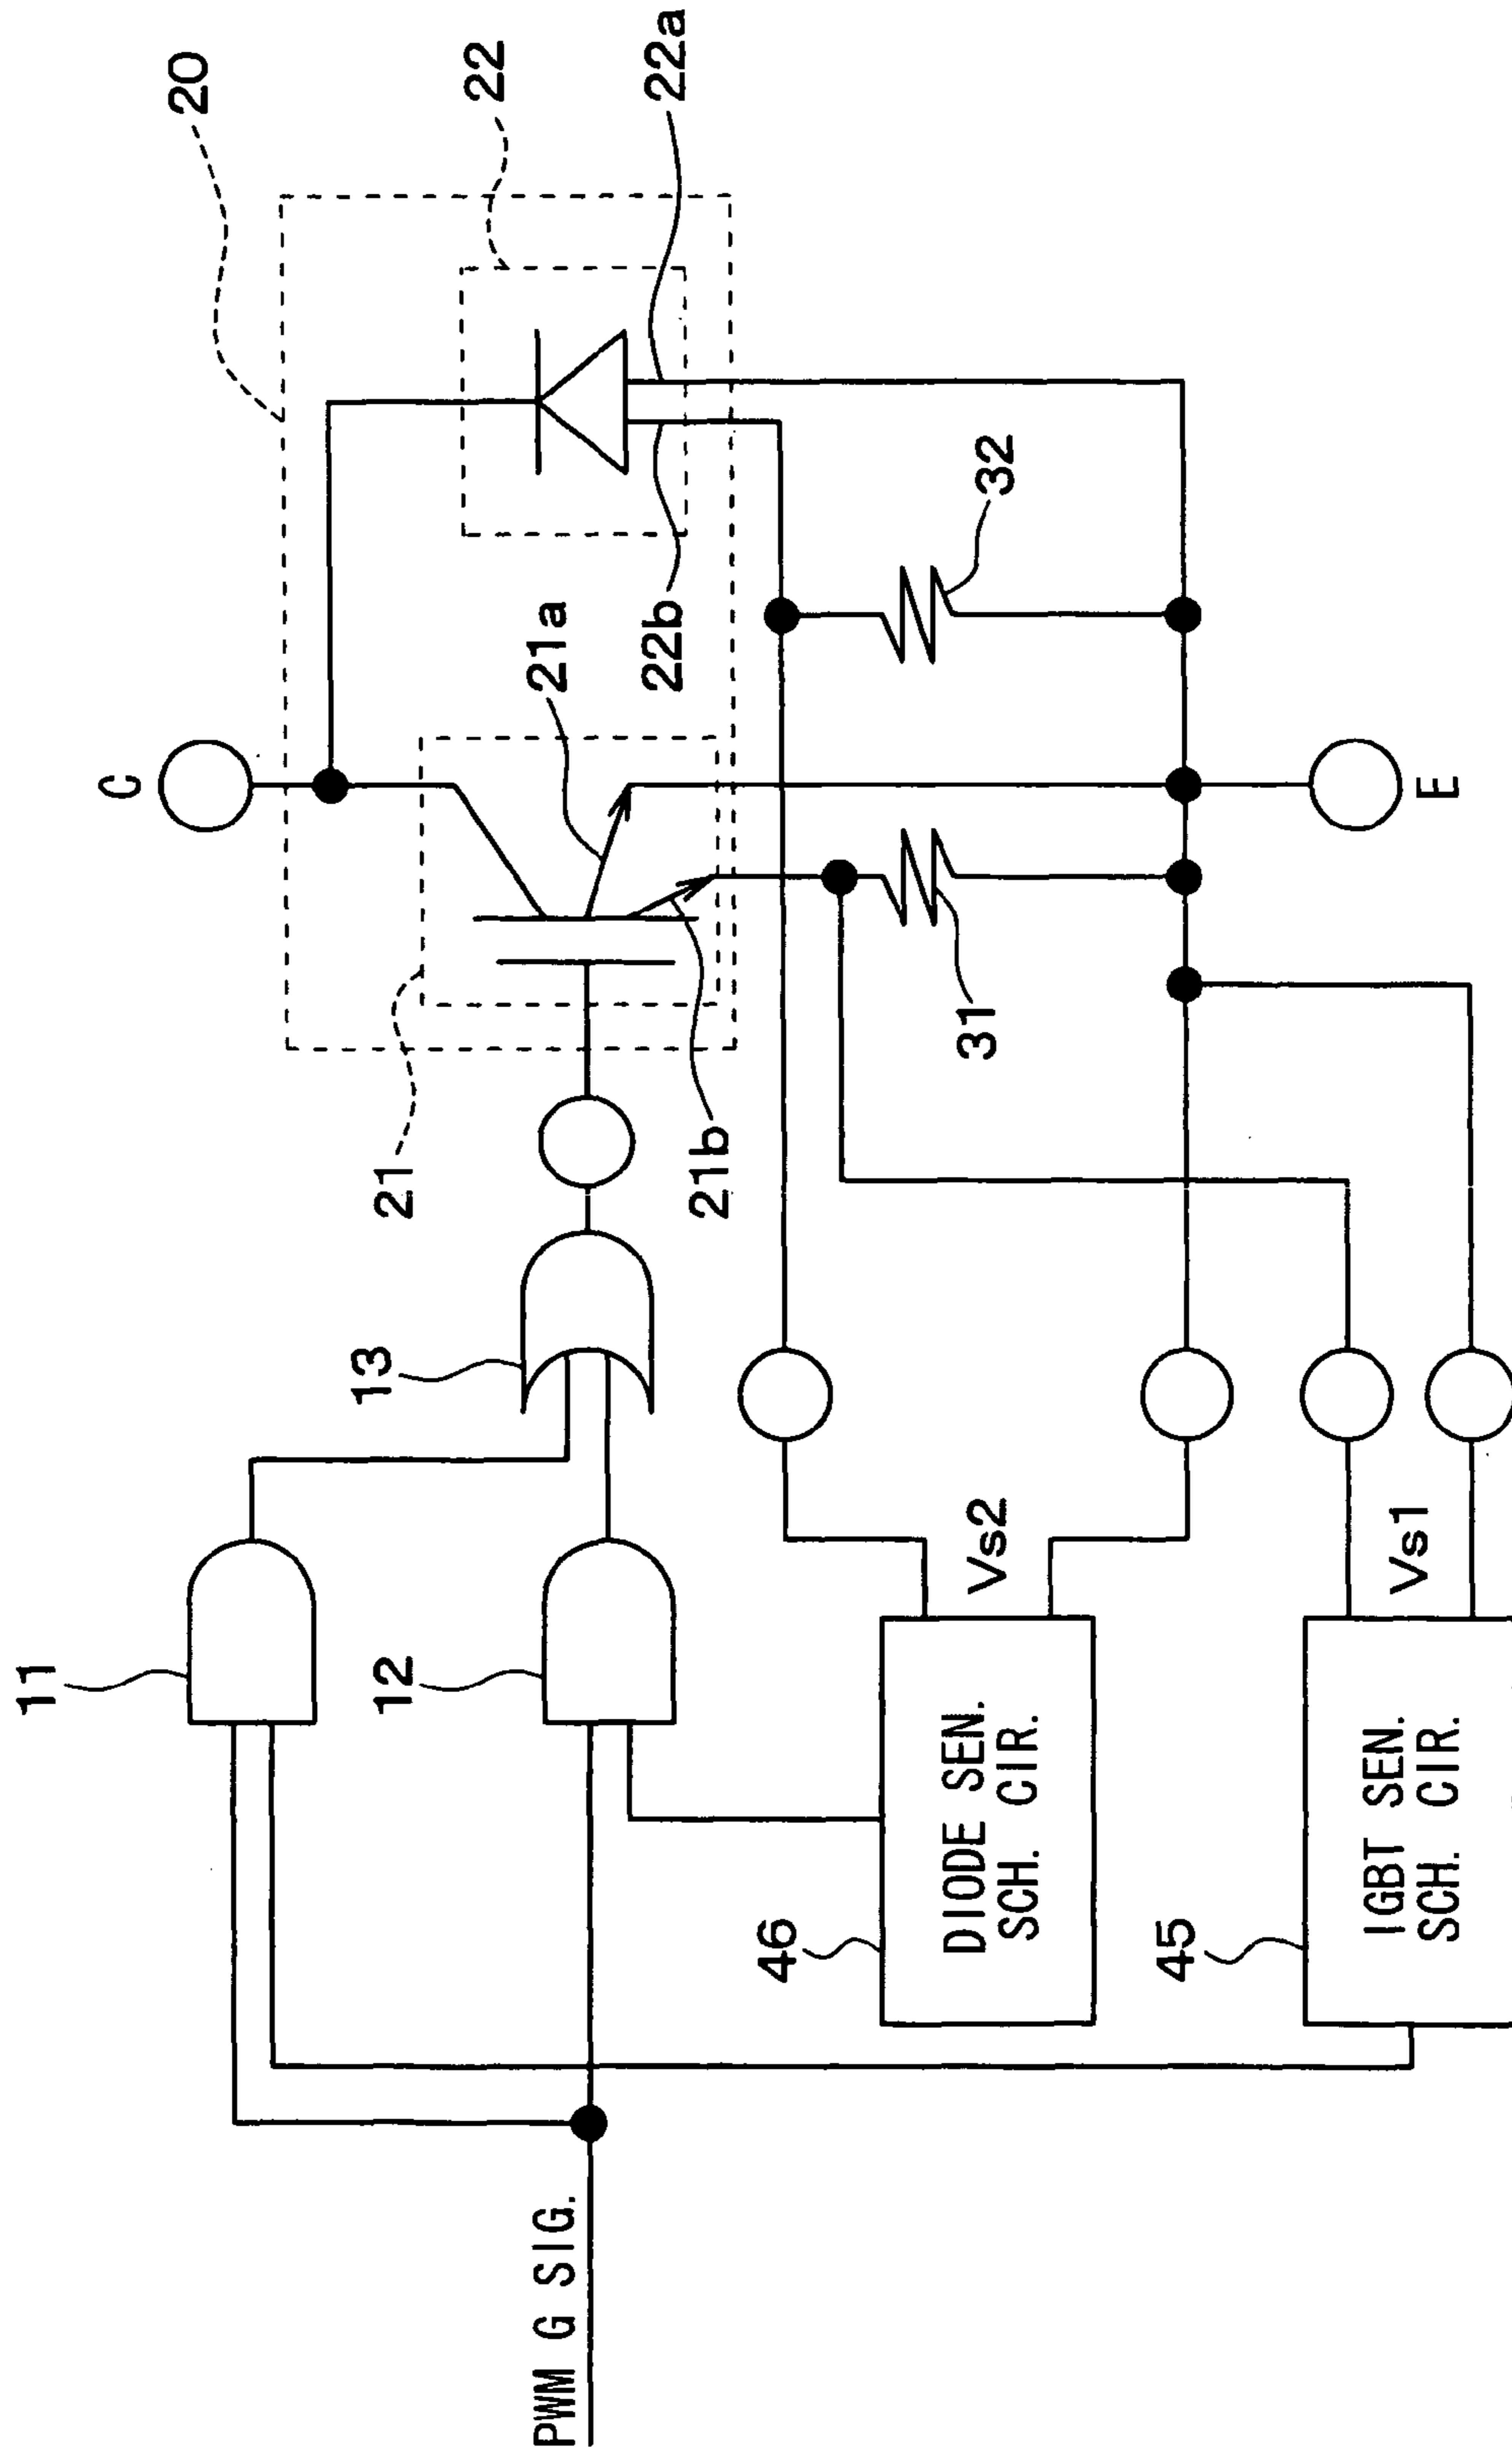 20
22
22a
C
21a
22b
32
21
21b
31
E
13
11
12
PWM G SIG.
Vs2
46
DIODE SEN.
SCH. CIR.
Vs1
45
IGBT SEN.
SCH. CIR.